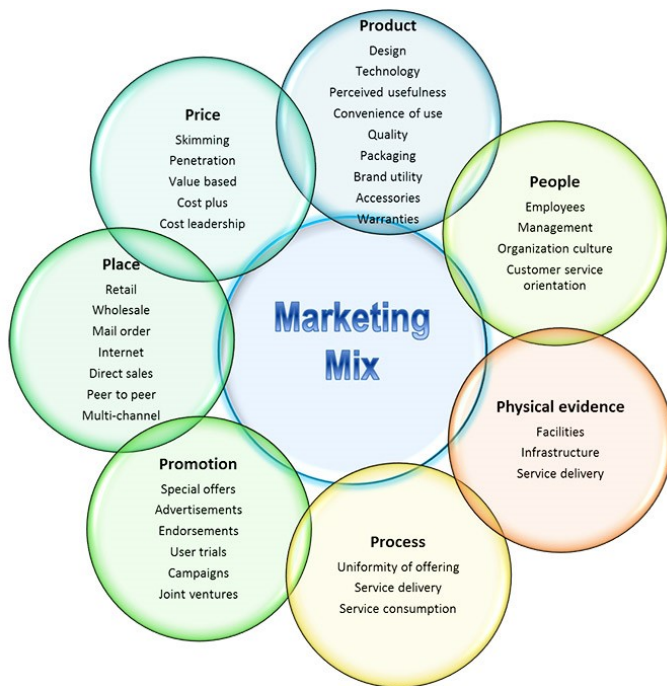 Product
Design
Technology
Perceived usefulness
Convenience of use
Quality
Packaging
Brand utility
Accessories
Warranties
Price
Skimming
Penetration
Value based
Cost plus
Cost leadership
People
Employees
Management
Organization culture
Customer service
orientation
Place
Retail
Wholesale
Mail order
Internet
Direct sales
Peer to peer
Multi-channel
Marketing
Mix
Physical evidence
Facilities
Infrastructure
Service delivery
Promotion
Special offers
Advertisements
Endorsements
User trials
Campaigns
Joint ventures
Process
Uniformity of offering
Service delivery
Service consumption